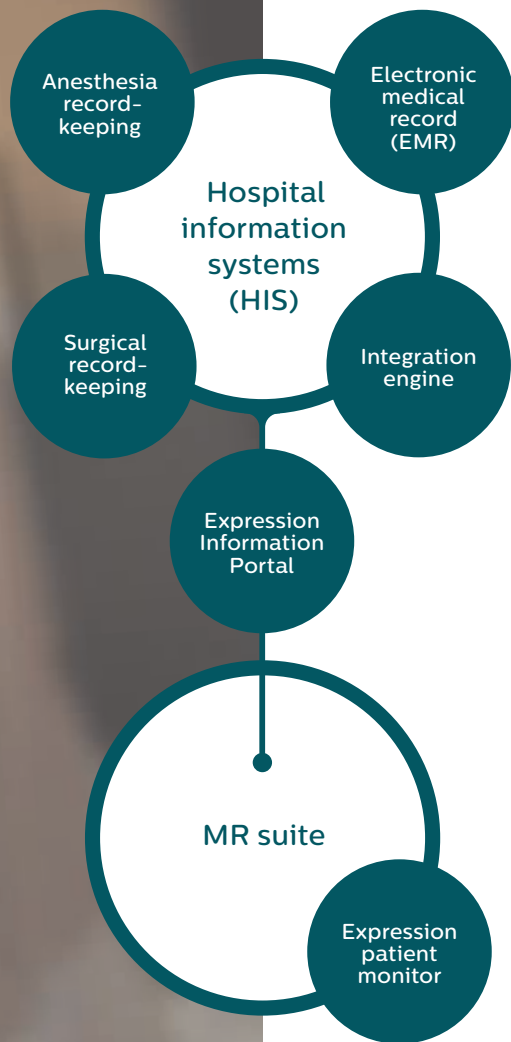 Anesthesia
record-
keeping
Electronic
medical
record
(EMR)
Hospital
information
systems
(HIS)
Surgical
record-
keeping
Integration
engine
Expression
Information
Portal
MR suite
Expression
patient
monitor